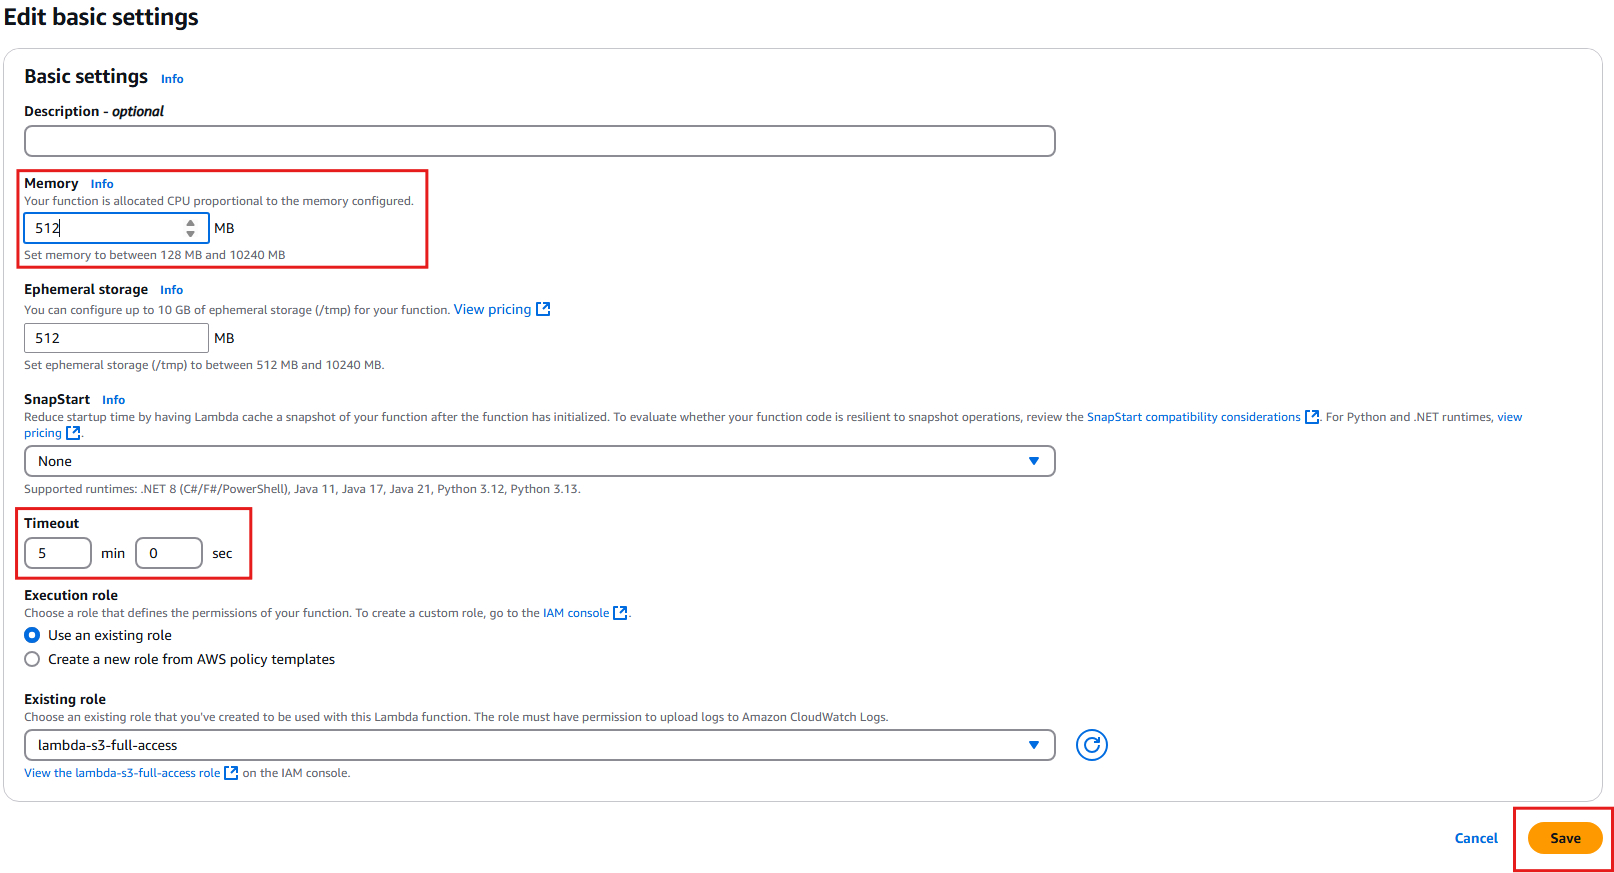 Edit basic settings
Basic settings Info
Description - optional
Memory Info
Your function is allocated CPU proportional to the memory configured.
512 MB
Set memory to between 128 MB and 10240 MB
Ephemeral storage Info
You can configure up to 10 GB of ephemeral storage (/tmp) for your function. View pricing
512 MB
Set ephemeral storage (/tmp) to between 512 MB and 10240 MB.
SnapStart Info
Reduce startup time by having Lambda cache a snapshot of your function after the function has initialized. To evaluate whether your function code is resilient to snapshot operations, review the SnapStart compatibility considerations. For Python and .NET runtimes, view
pricing.
None
Supported runtimes: .NET 8 (C#/F#/PowerShell), Java 11, Java 17, Java 21, Python 3.12, Python 3.13.
Timeout
5 min 0 sec
Execution role
Choose a role that defines the permissions of your function. To create a custom role, go to the IAM console.
Use an existing role
Create a new role from AWS policy templates
Existing role
Choose an existing role that you've created to be used with this Lambda function. The role must have permission to upload logs to Amazon CloudWatch Logs.
lambda-s3-full-access
View the lambda-s3-full-access role on the IAM console.
Cancel Save